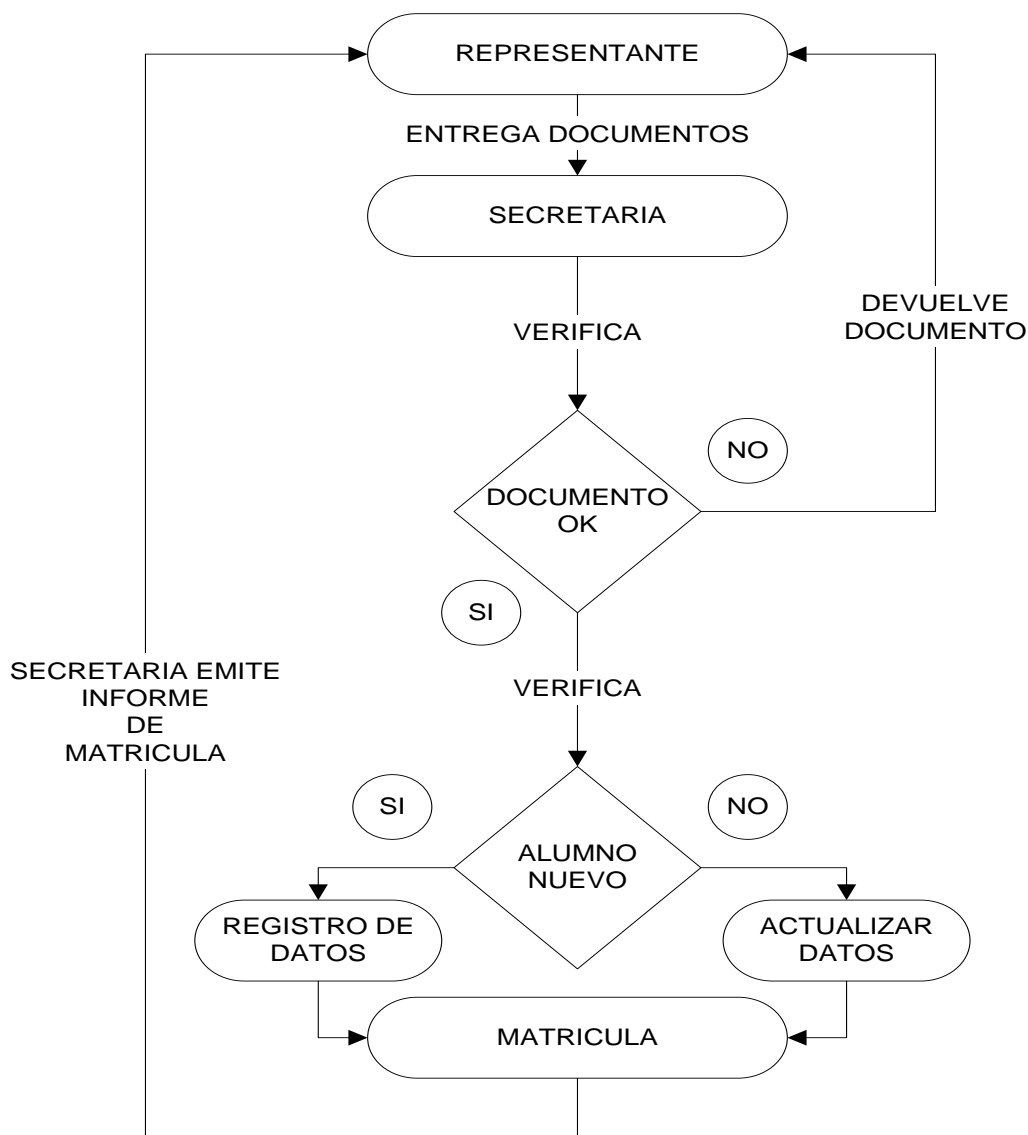 REPRESENTANTE
ENTREGA DOCUMENTOS
SECRETARIA
DEVUELVE
DOCUMENTO
VERIFICA
NO
DOCUMENTO
OK
SI
SECRETARIA EMITE
INFORME
DE
MATRICULA
VERIFICA
SI
NO
ALUMNO
NUEVO
REGISTRO DE
DATOS
ACTUALIZAR
DATOS
MATRICULA